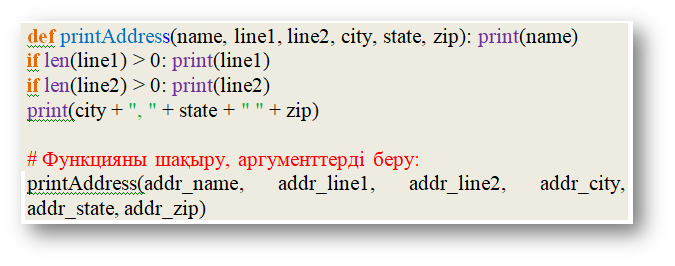 def printAddress(name, line1, line2, city, state, zip): print(name)
if len(line1) > 0: print(line1)
if len(line2) > 0: print(line2)
print(city + ", " + state + " " + zip)
# Функцияны шақыру, аргументтерді беру:
printAddress(addr_name, addr_line1, addr_line2, addr_city,
addr_state, addr_zip)